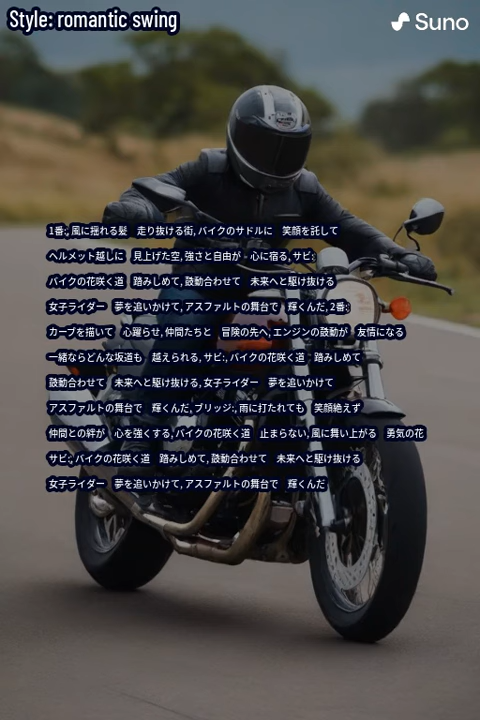 Style: romantic swing
Suno
1番:, 風に揺れる髪　走り抜ける街, バイクのサドルに　笑顔を託して
ヘルメット越しに　見上げた空, 強さと自由が　心に宿る, サビ:
バイクの花咲く道　踏みしめて, 鼓動合わせて　未来へと駆け抜ける
女子ライダー　夢を追いかけて, アスファルトの舞台で　輝くんだ, 2番:
カーブを描いて　心躍らせ, 仲間たちと　冒険の先へ, エンジンの鼓動が　友情になる
一緒ならどんな坂道も　越えられる, サビ:, バイクの花咲く道　踏みしめて
鼓動合わせて　未来へと駆け抜ける, 女子ライダー　夢を追いかけて
アスファルトの舞台で　輝くんだ, ブリッジ:, 雨に打たれても　笑顔絶えず
仲間との絆が　心を強くする, バイクの花咲く道　止まらない, 風に舞い上がる　勇気の花
サビ:, バイクの花咲く道　踏みしめて, 鼓動合わせて　未来へと駆け抜ける
女子ライダー　夢を追いかけて, アスファルトの舞台で　輝くんだ